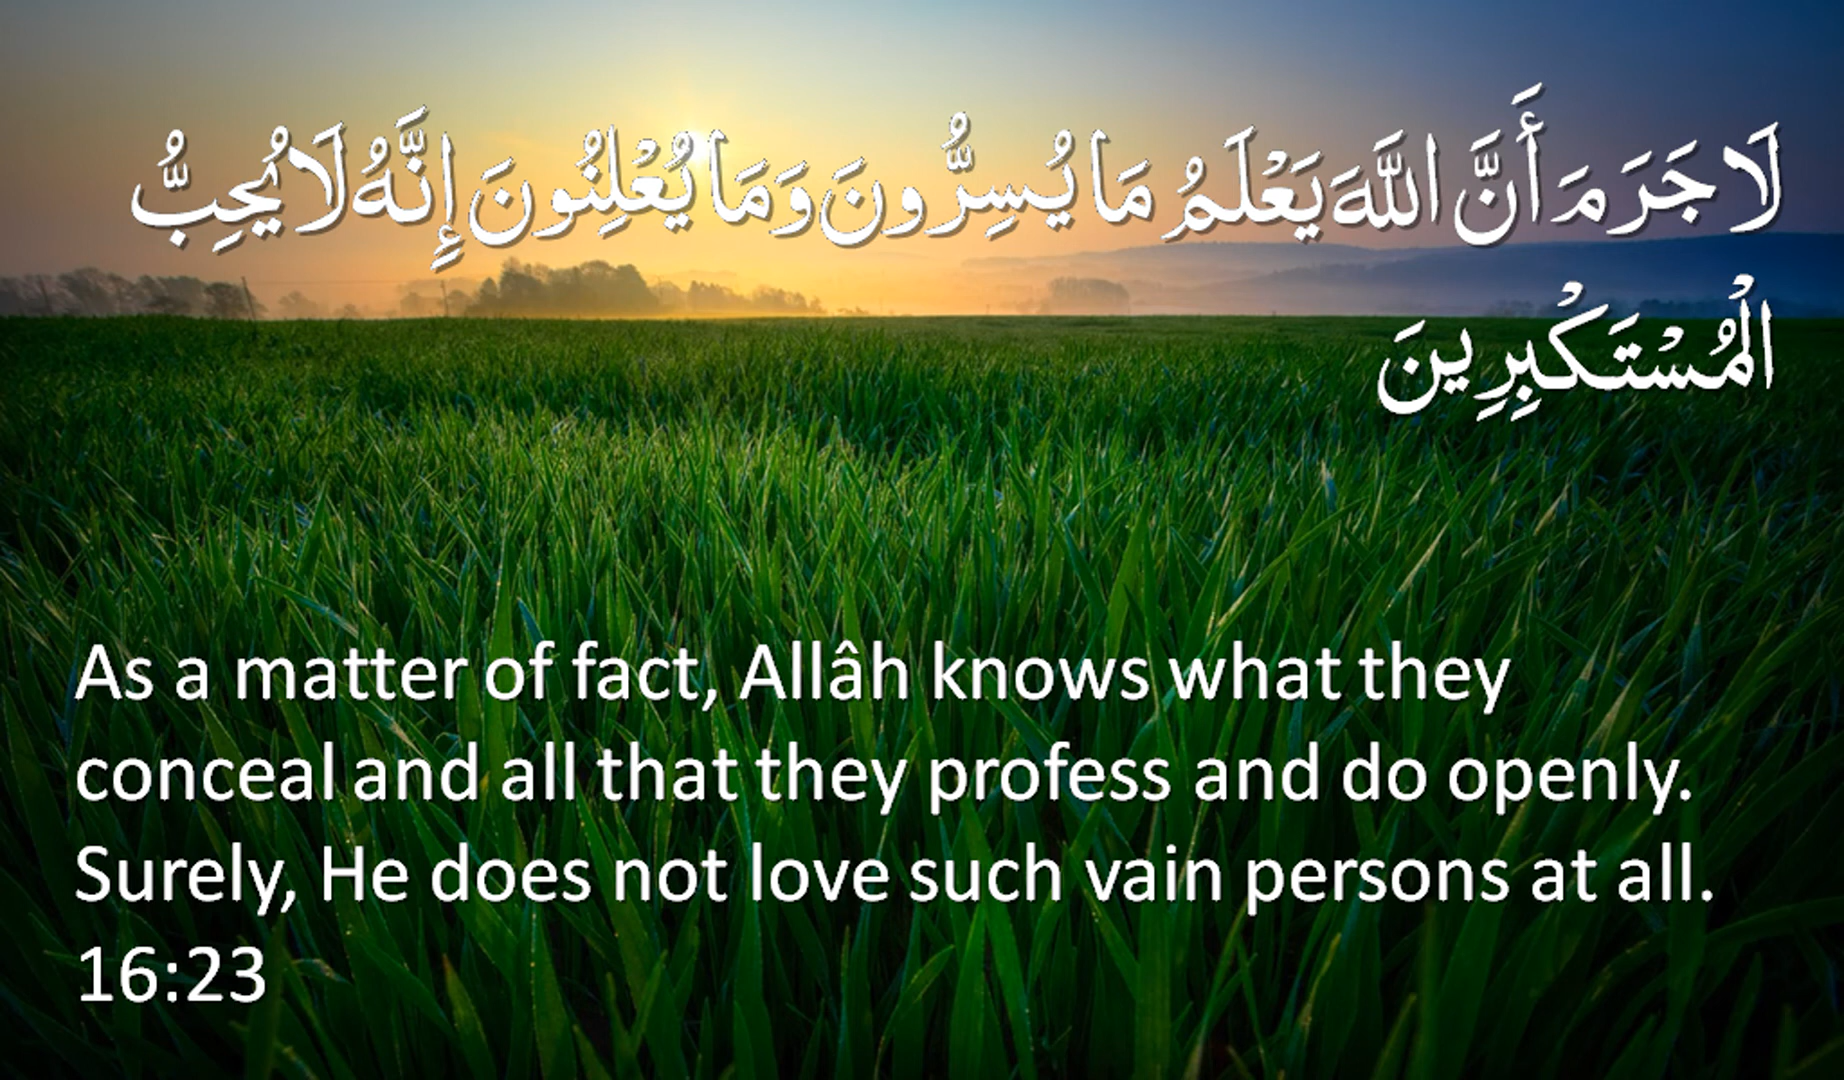 لَا جَرَمَ أَنَّ اللَّهَ يَعْلَمُ مَا يُسِرُّونَ وَمَا يُعْلِنُونَ إِنَّهُ لَا يُحِبُّ
الْمُسْتَكْبِرِينَ
As a matter of fact, Allâh knows what they
conceal and all that they profess and do openly.
Surely, He does not love such vain persons at all.
16:23